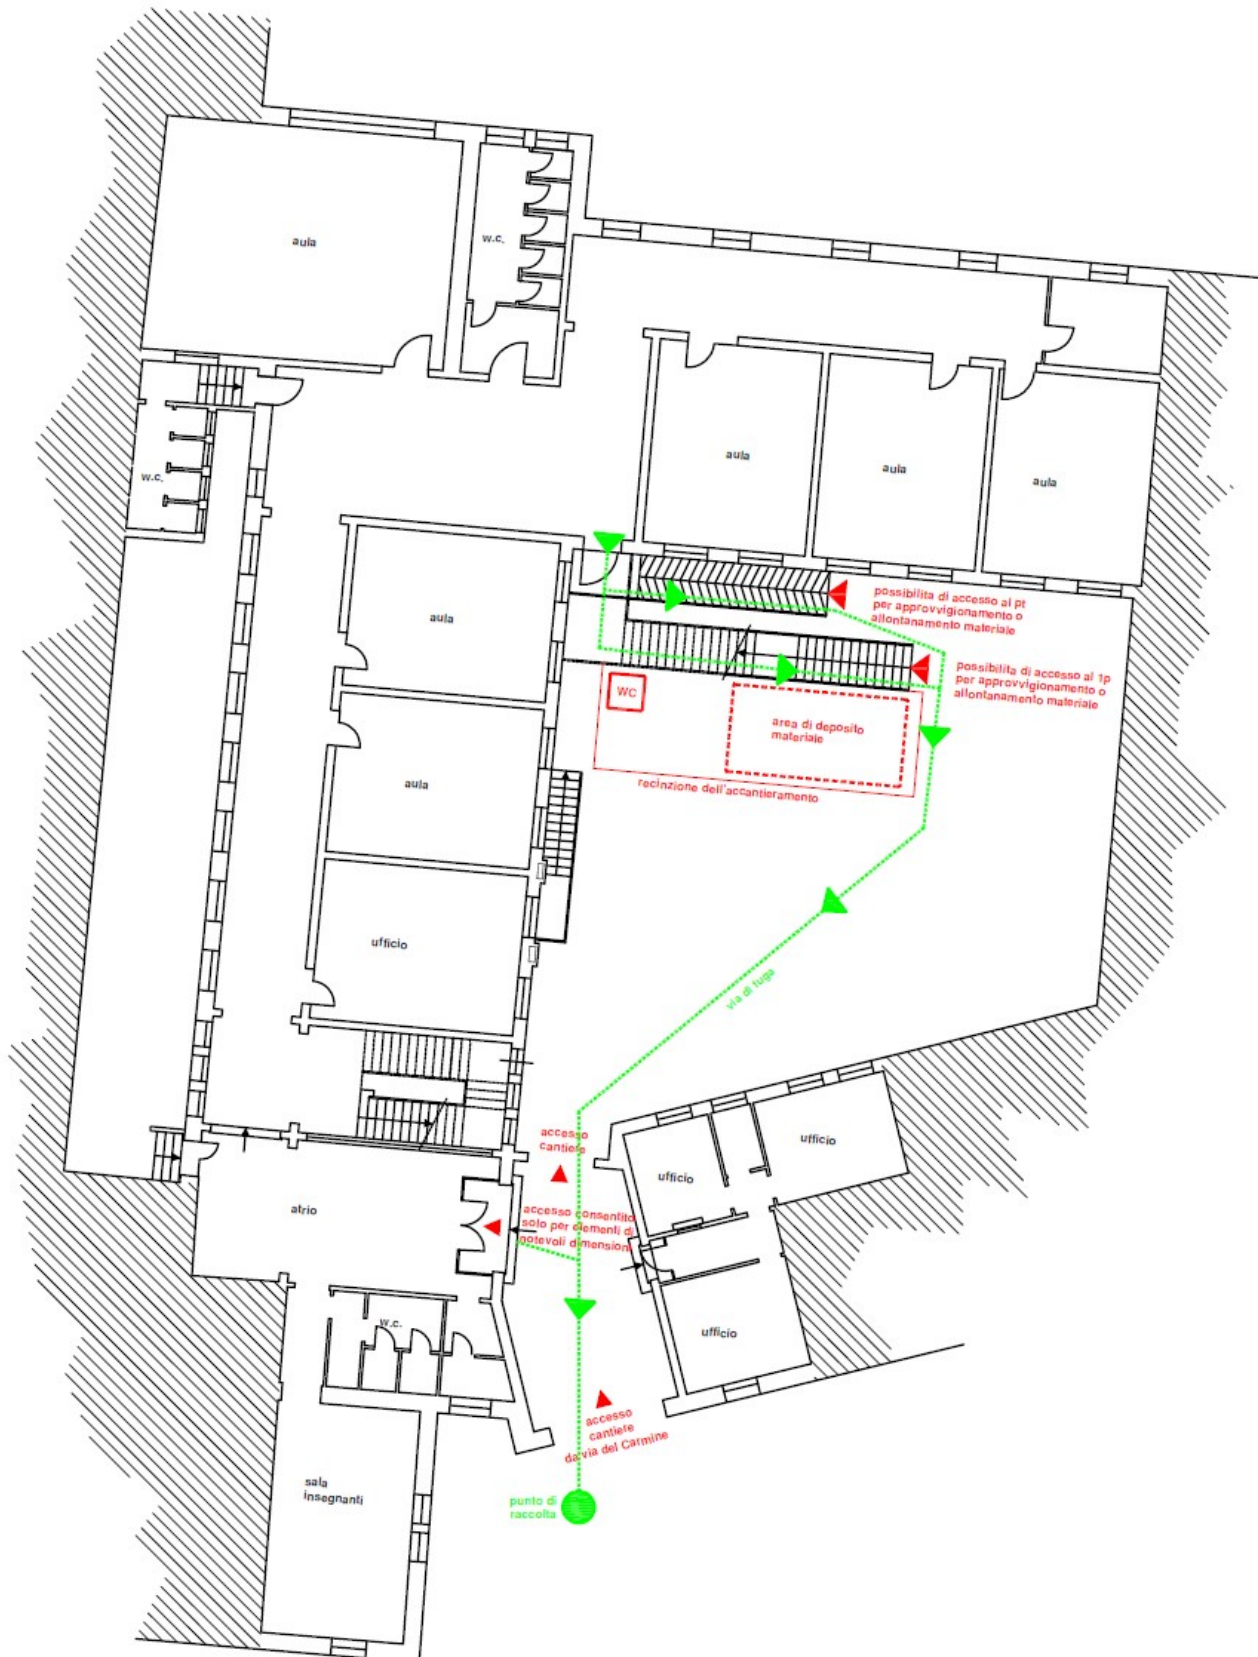 aula
w.c.
w.c.
aula
aula
aula
possibilita di accesso al pt
per approvvigionamento o
allontanamento materiale
aula
possibilita di accesso al 1p
per approvvigionamento o
allontanamento materiale
WC
area di deposito
materiale
recinzione dell'accantieramento
aula
ufficio
via di fuga
accesso
cantiere
ufficio
ufficio
atrio
accesso consentito
solo per elementi di
notevoli dimensioni
w.c.
ufficio
accesso
cantiere
da via del Carmine
sala
insegnanti
punto di
raccolta